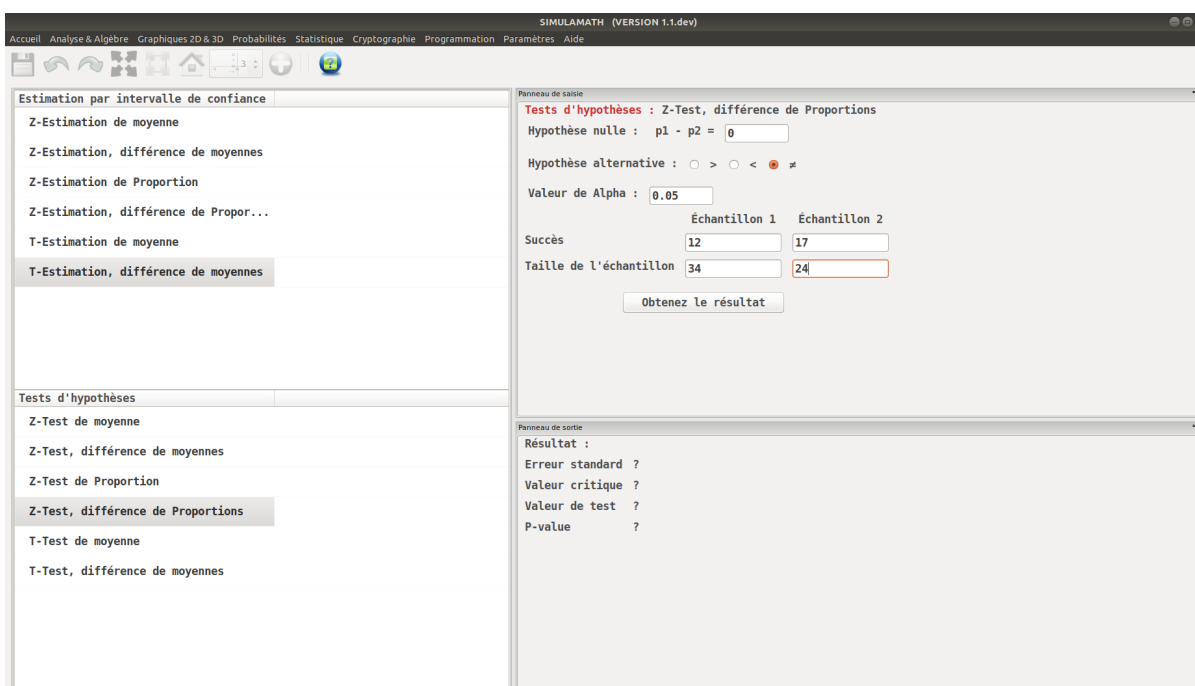 SIMULAMATH (VERSION 1.1.dev)
Accueil Analyse & Algèbre Graphiques 2D & 3D Probabilités Statistique Cryptographie Programmation Paramètres Aide
3
Estimation par intervalle de confiance
Z-Estimation de moyenne
Z-Estimation, différence de moyennes
Z-Estimation de Proportion
Z-Estimation, différence de Propor...
T-Estimation de moyenne
T-Estimation, différence de moyennes
Tests d'hypothèses
Z-Test de moyenne
Z-Test, différence de moyennes
Z-Test de Proportion
Z-Test, différence de Proportions
T-Test de moyenne
T-Test, différence de moyennes
Panneau de saisie
Tests d'hypothèses : Z-Test, différence de Proportions
Hypothèse nulle : p1 - p2 = 0
Hypothèse alternative : > < ≠
Valeur de Alpha : 0.05
Échantillon 1 Échantillon 2
Succès 12 17
Taille de l'échantillon 34 24
Obtenez le résultat
Panneau de sortie
Résultat :
Erreur standard ?
Valeur critique ?
Valeur de test ?
P-value ?